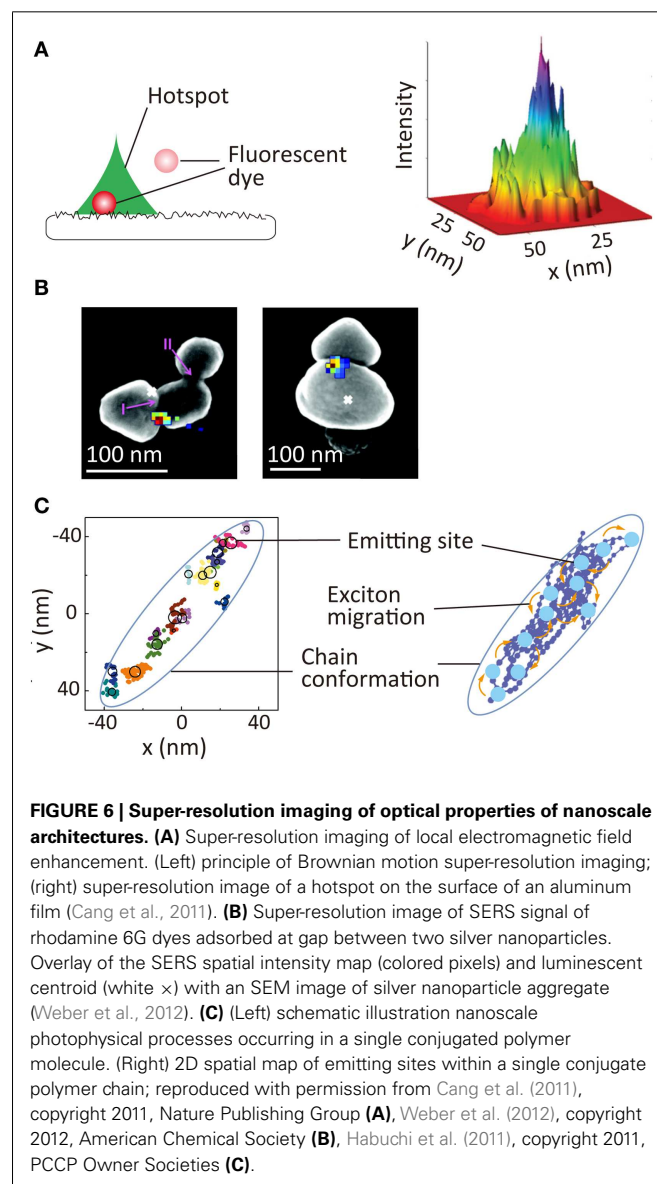 A
Hotspot
Fluorescent
dye
Intensity
y (nm)
25
50
50
25
x (nm)
B
II
I
100 nm
100 nm
C
-40
0
40
y (nm)
-40
0
40
x (nm)
Emitting site
Exciton
migration
Chain
conformation
FIGURE 6 | Super-resolution imaging of optical properties of nanoscale
architectures. (A) Super-resolution imaging of local electromagnetic field
enhancement. (Left) principle of Brownian motion super-resolution imaging;
(right) super-resolution image of a hotspot on the surface of an aluminum
film (Cang et al., 2011). (B) Super-resolution image of SERS signal of
rhodamine 6G dyes adsorbed at gap between two silver nanoparticles.
Overlay of the SERS spatial intensity map (colored pixels) and luminescent
centroid (white ×) with an SEM image of silver nanoparticle aggregate
(Weber et al., 2012). (C) (Left) schematic illustration nanoscale
photophysical processes occurring in a single conjugated polymer
molecule. (Right) 2D spatial map of emitting sites within a single conjugate
polymer chain; reproduced with permission from Cang et al. (2011),
copyright 2011, Nature Publishing Group (A), Weber et al. (2012), copyright
2012, American Chemical Society (B), Habuchi et al. (2011), copyright 2011,
PCCP Owner Societies (C).